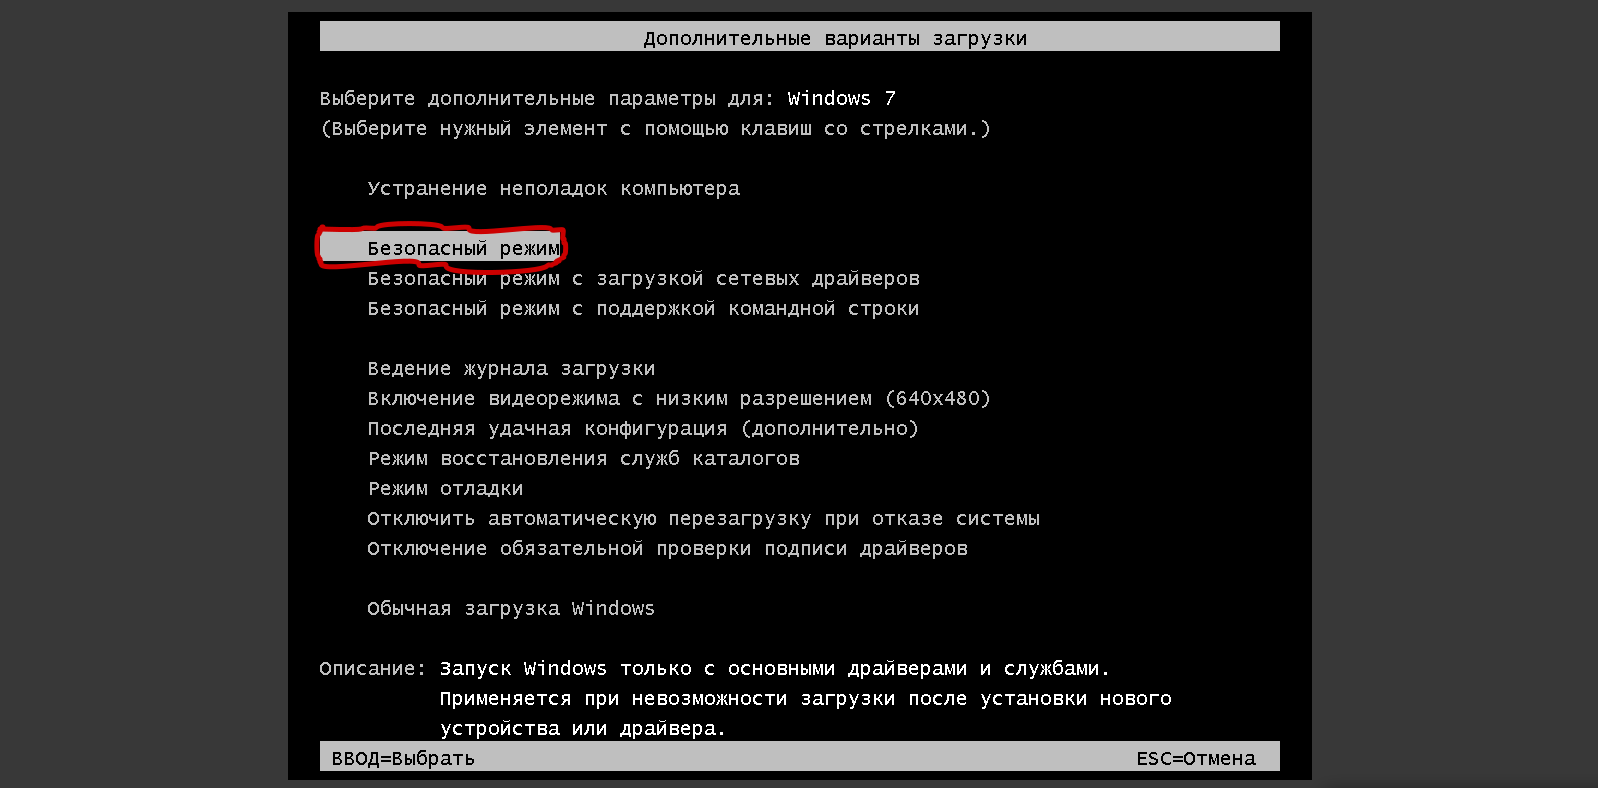 Дополнительные варианты загрузки
Выберите дополнительные параметры для: Windows 7
(Выберите нужный элемент с помощью клавиш со стрелками.)
Устранение неполадок компьютера
Безопасный режим
Безопасный режим с загрузкой сетевых драйверов
Безопасный режим с поддержкой командной строки
Ведение журнала загрузки
Включение видеорежима с низким разрешением (640x480)
Последняя удачная конфигурация (дополнительно)
Режим восстановления служб каталогов
Режим отладки
Отключить автоматическую перезагрузку при отказе системы
Отключение обязательной проверки подписи драйверов
Обычная загрузка Windows
Описание: Запуск Windows только с основными драйверами и службами.
Применяется при невозможности загрузки после установки нового
устройства или драйвера.
ВВОД=Выбрать ESC=Отмена